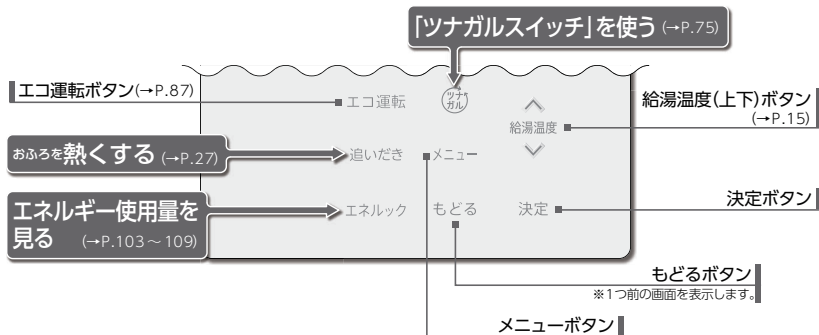 「ツナガルスイッチ」を使う (→P.75)
エコ運転ボタン(→P.87)
エコ運転
ツナガル
給湯温度(上下)ボタン
(→P.15)
給湯温度
おふろを熱くする (→P.27)
追いだき
メニュー
エネルギー使用量を
見る (→P.103~109)
エネルック
もどる
決定
決定ボタン
もどるボタン
※1つ前の画面を表示します。
メニューボタン